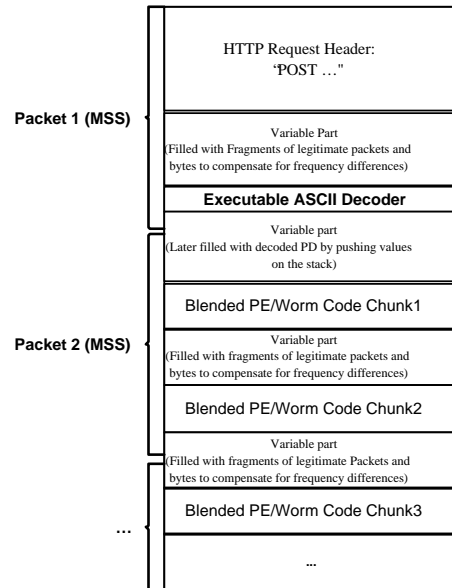 HTTP Request Header:
“POST ..."
Packet 1 (MSS)
Variable Part
(Filled with Fragments of legitimate packets and
bytes to compensate for frequency differences)
Executable ASCII Decoder
Variable part
(Later filled with decoded PD by pushing values
on the stack)
Blended PE/Worm Code Chunk1
Packet 2 (MSS)
Variable part
(Filled with fragments of legitimate packets and
bytes to compensate for frequency differences)
Blended PE/Worm Code Chunk2
Variable part
(Filled with fragments of legitimate Packets and
bytes to compensate for frequency differences)
Blended PE/Worm Code Chunk3
...
...